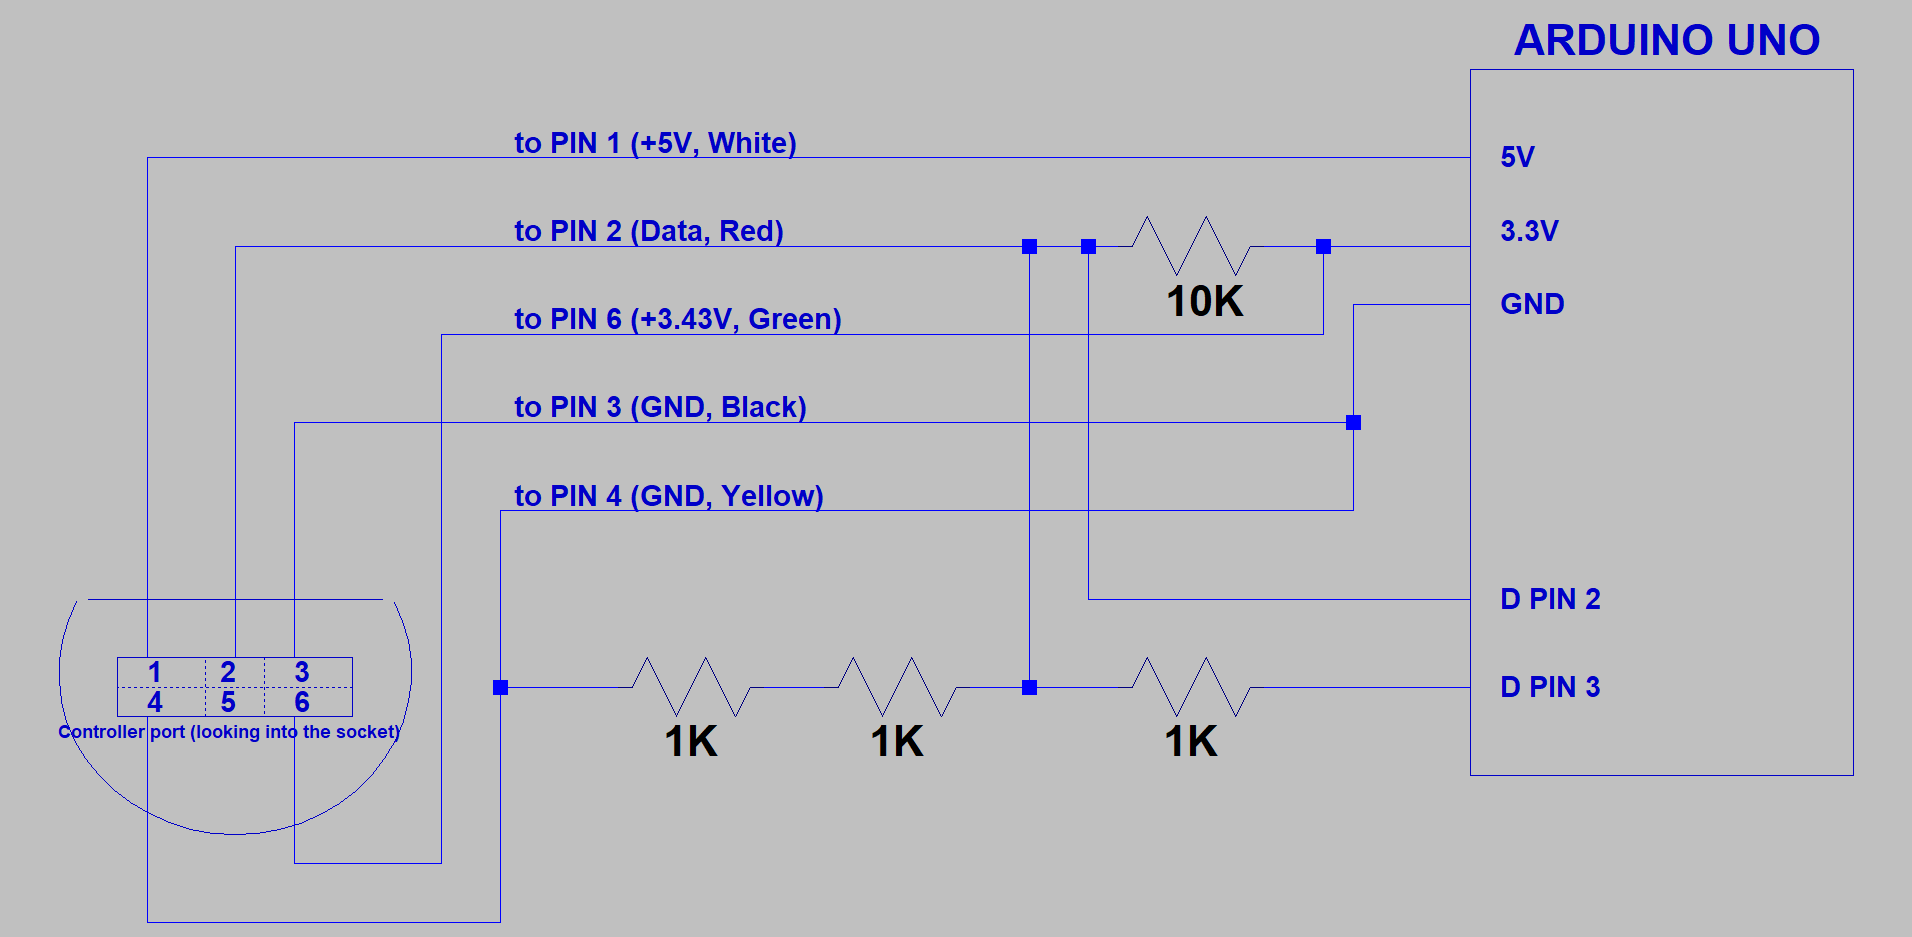 ARDUINO UNO
to PIN 1 (+5V, White)
5V
to PIN 2 (Data, Red)
3.3V
10K
to PIN 6 (+3.43V, Green)
GND
to PIN 3 (GND, Black)
to PIN 4 (GND, Yellow)
D PIN 2
1 2 3
4 5 6
Controller port (looking into the socket)
D PIN 3
1K 1K 1K